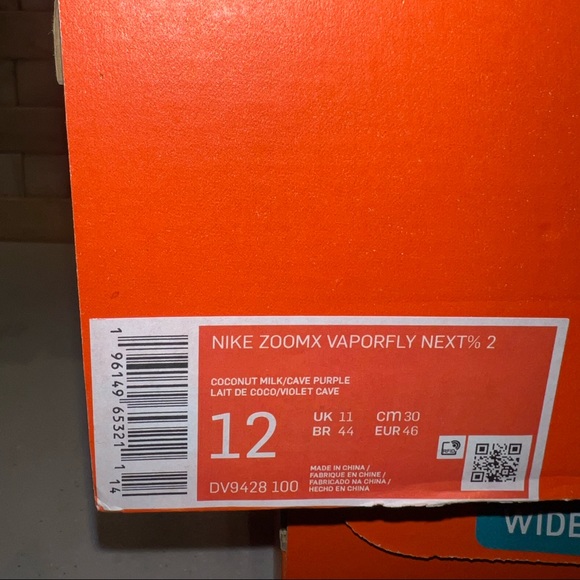 NIKE ZOOMX VAPORFLY NEXT% 2
COCONUT MILK/CAVE PURPLE
LAIT DE COCO/VIOLET CAVE
12
UK 11 cm 30
BR 44 EUR 46
DV9428 100
MADE IN CHINA /
FABRIQUE EN CHINE /
FABRICADO NA CHINA /
HECHO EN CHINA
1 96149 65321 1 14
WIDE